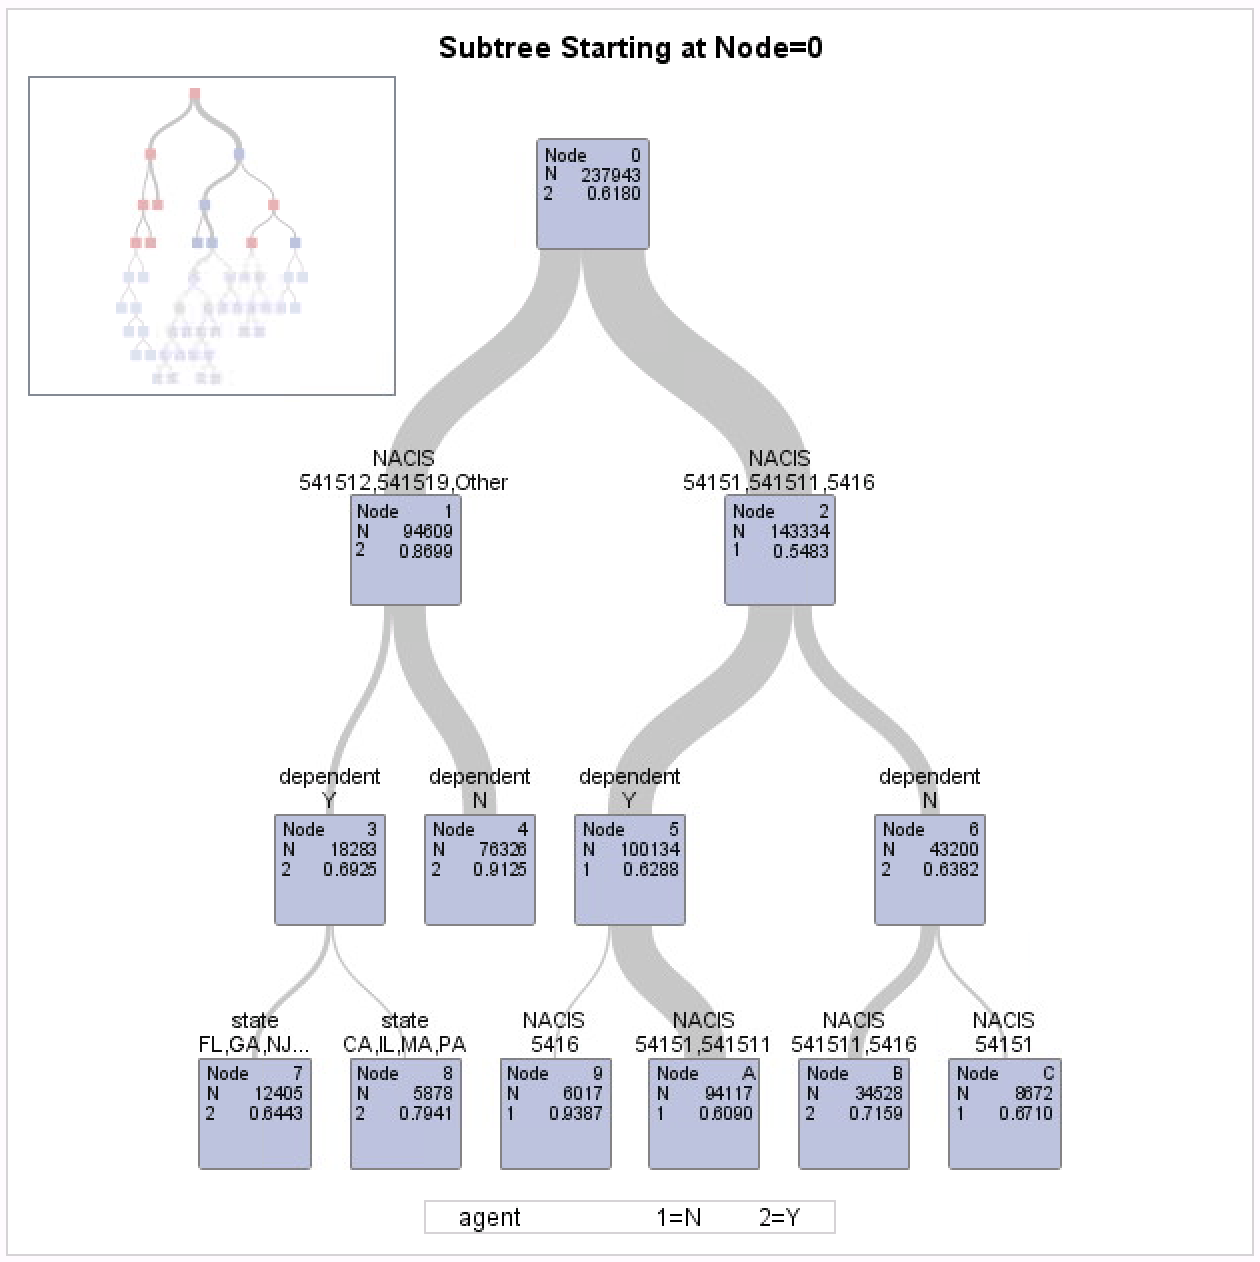 Subtree Starting at Node=0
Node 0
N 237943
2 0.6180
NACIS
541512,541519,Other
Node 1
N 94609
2 0.8699
NACIS
54151,541511,5416
Node 2
N 143334
1 0.5483
dependent
Y
Node 3
N 18283
2 0.6925
dependent
N
Node 4
N 76326
2 0.9125
dependent
Y
Node 5
N 100134
1 0.6288
dependent
N
Node 6
N 43200
2 0.6382
state
FL,GA,NJ...
Node 7
N 12405
2 0.6443
state
CA,IL,MA,PA
Node 8
N 5878
2 0.7941
NACIS
5416
Node 9
N 6017
1 0.9387
NACIS
54151,541511
Node A
N 94117
1 0.6090
NACIS
541511,5416
Node B
N 34528
2 0.7159
NACIS
54151
Node C
N 8672
1 0.6710
agent 1=N 2=Y